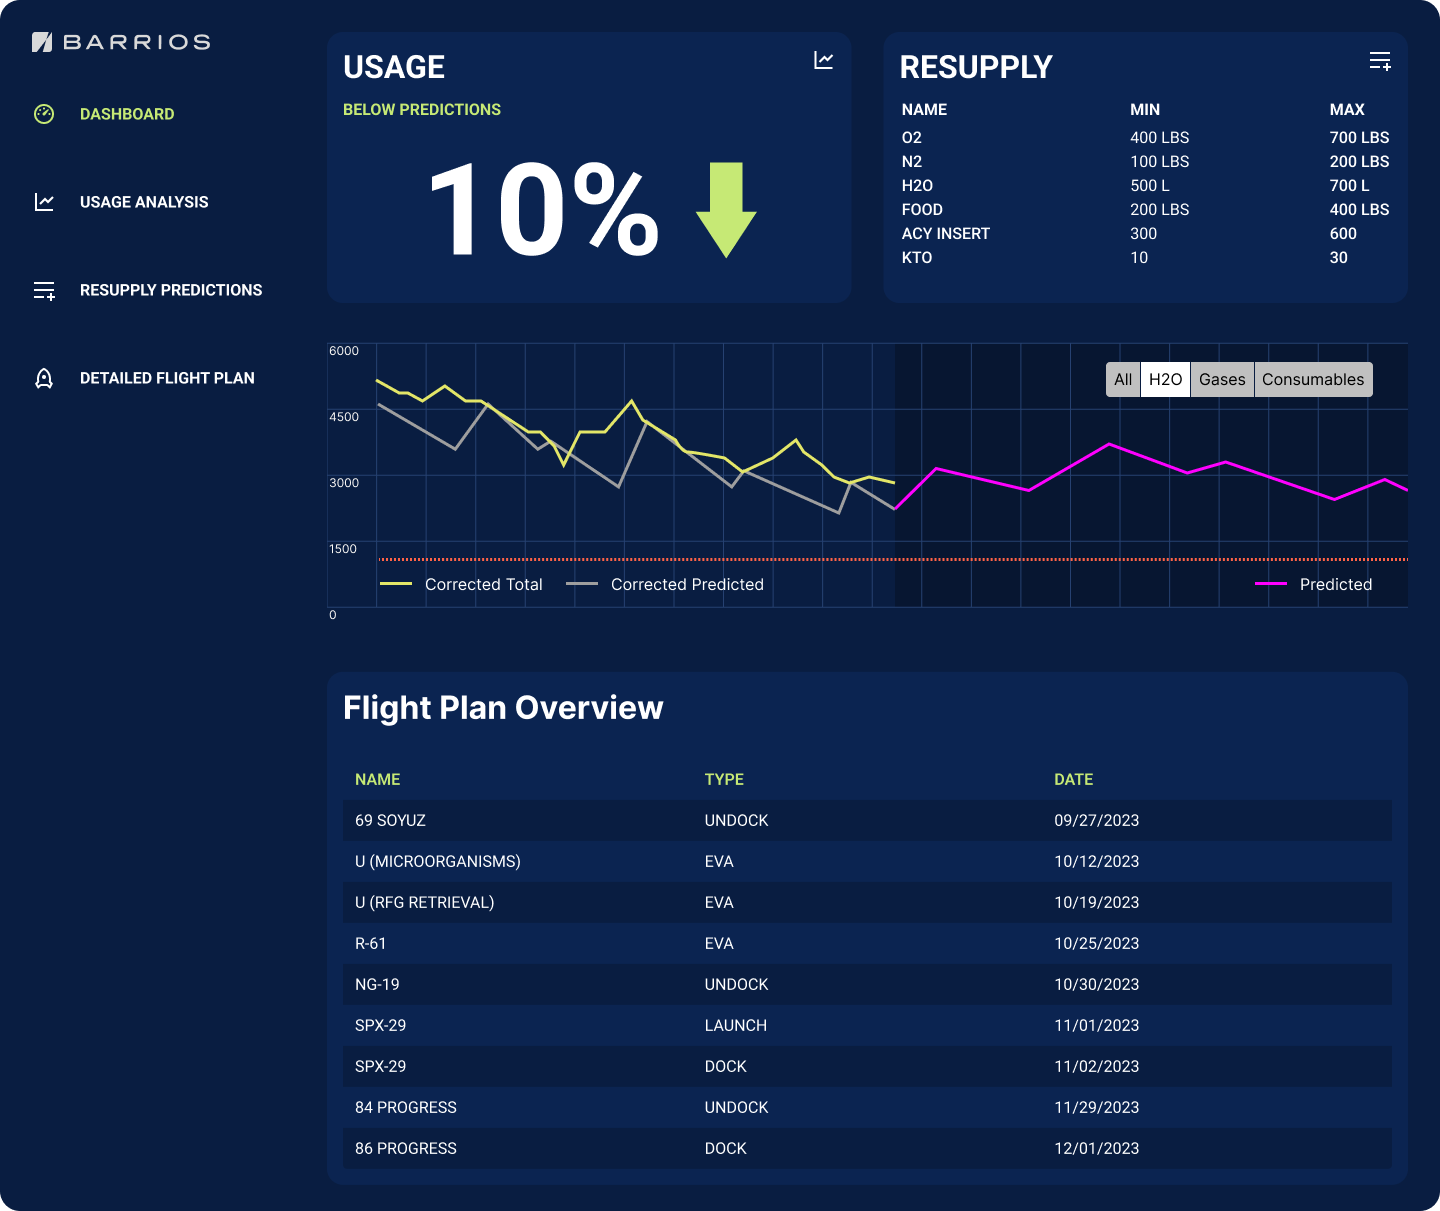 BARRIOS
DASHBOARD
USAGE ANALYSIS
RESUPPLY PREDICTIONS
DETAILED FLIGHT PLAN
USAGE
BELOW PREDICTIONS
10%
RESUPPLY
NAME MIN MAX
O2 400 LBS 700 LBS
N2 100 LBS 200 LBS
H2O 500 L 700 L
FOOD 200 LBS 400 LBS
ACY INSERT 300 600
KTO 10 30
6000
4500
3000
1500
0
All H2O Gases Consumables
Corrected Total Corrected Predicted Predicted
Flight Plan Overview
NAME TYPE DATE
69 SOYUZ UNDOCK 09/27/2023
U (MICROORGANISMS) EVA 10/12/2023
U (RFG RETRIEVAL) EVA 10/19/2023
R-61 EVA 10/25/2023
NG-19 UNDOCK 10/30/2023
SPX-29 LAUNCH 11/01/2023
SPX-29 DOCK 11/02/2023
84 PROGRESS UNDOCK 11/29/2023
86 PROGRESS DOCK 12/01/2023